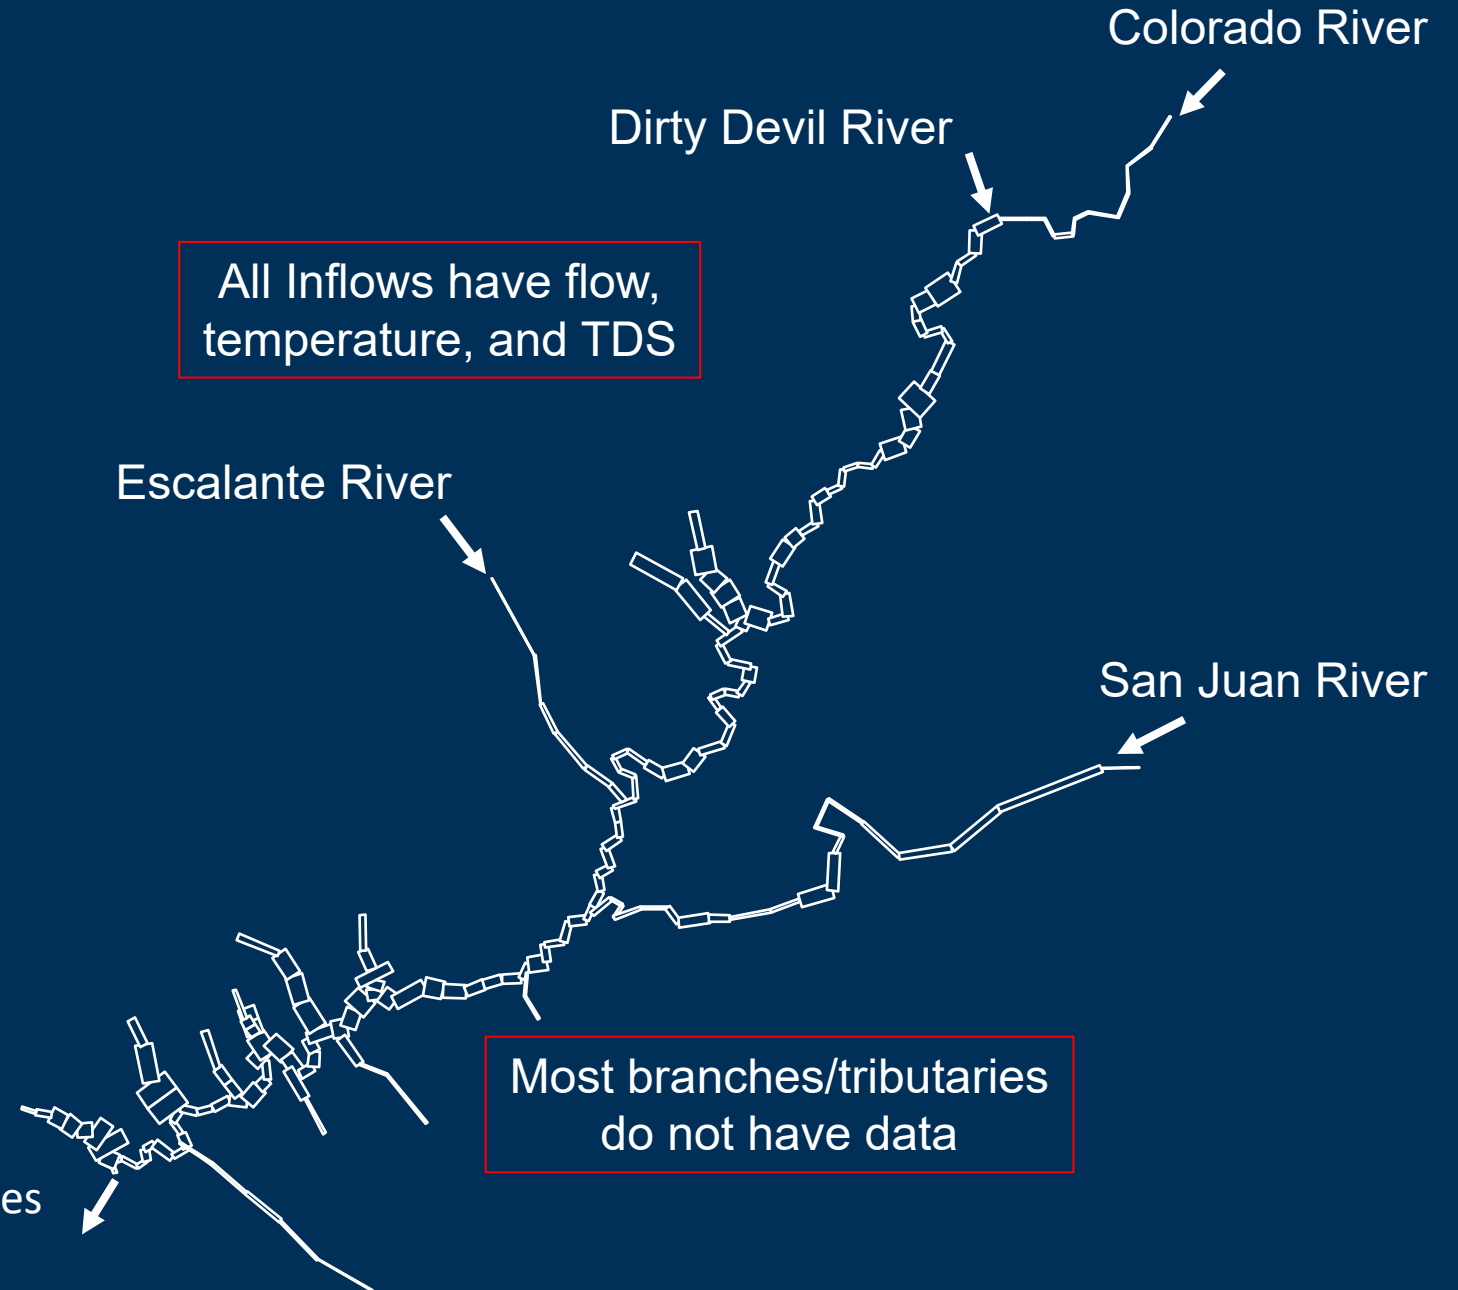 Colorado River
Dirty Devil River
All Inflows have flow,
temperature, and TDS
Escalante River
San Juan River
Most branches/tributaries
do not have data
es